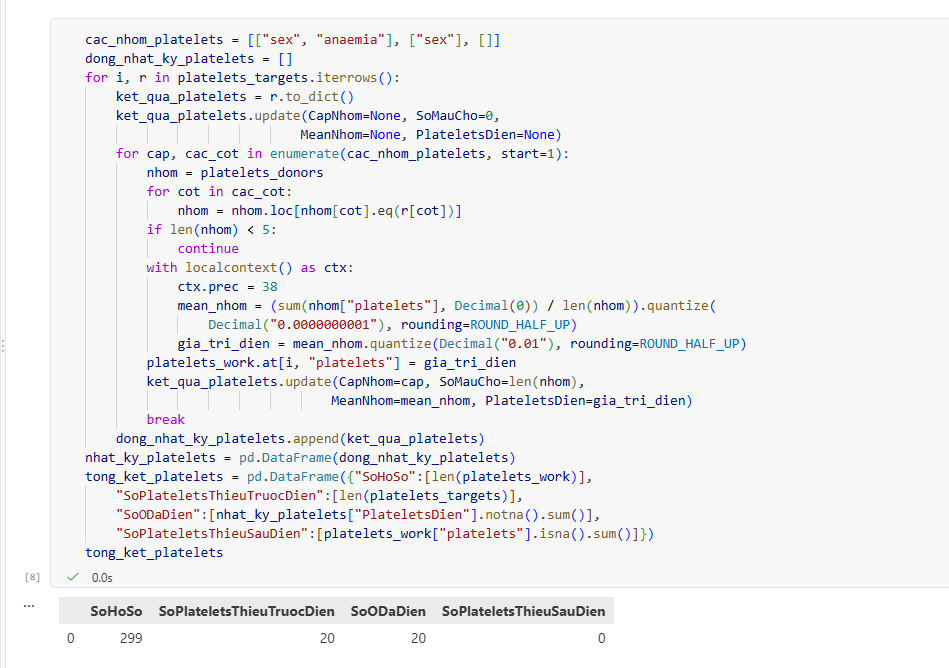 cac_nhom_platelets = [["sex", "anaemia"], ["sex"], []]
dong_nhat_ky_platelets = []
for i, r in platelets_targets.iterrows():
    ket_qua_platelets = r.to_dict()
    ket_qua_platelets.update(CapNhom=None, SoMauCho=0,
                            MeanNhom=None, PlateletsDien=None)
    for cap, cac_cot in enumerate(cac_nhom_platelets, start=1):
        nhom = platelets_donors
        for cot in cac_cot:
            nhom = nhom.loc[nhom[cot].eq(r[cot])]
        if len(nhom) < 5:
            continue
        with localcontext() as ctx:
            ctx.prec = 38
            mean_nhom = (sum(nhom["platelets"], Decimal(0)) / len(nhom)).quantize(
                Decimal("0.0000000001"), rounding=ROUND_HALF_UP)
            gia_tri_dien = mean_nhom.quantize(Decimal("0.01"), rounding=ROUND_HALF_UP)
        platelets_work.at[i, "platelets"] = gia_tri_dien
        ket_qua_platelets.update(CapNhom=cap, SoMauCho=len(nhom),
                                MeanNhom=mean_nhom, PlateletsDien=gia_tri_dien)
        break
    dong_nhat_ky_platelets.append(ket_qua_platelets)
nhat_ky_platelets = pd.DataFrame(dong_nhat_ky_platelets)
tong_ket_platelets = pd.DataFrame({"SoHoSo":[len(platelets_work)],
    "SoPlateletsThieuTruocDien":[len(platelets_targets)],
    "SoODaDien":[nhat_ky_platelets["PlateletsDien"].notna().sum()],
    "SoPlateletsThieuSauDien":[platelets_work["platelets"].isna().sum()]})
tong_ket_platelets
[8] 0.0s
... SoHoSo SoPlateletsThieuTruocDien SoODaDien SoPlateletsThieuSauDien
0 299 20 20 0